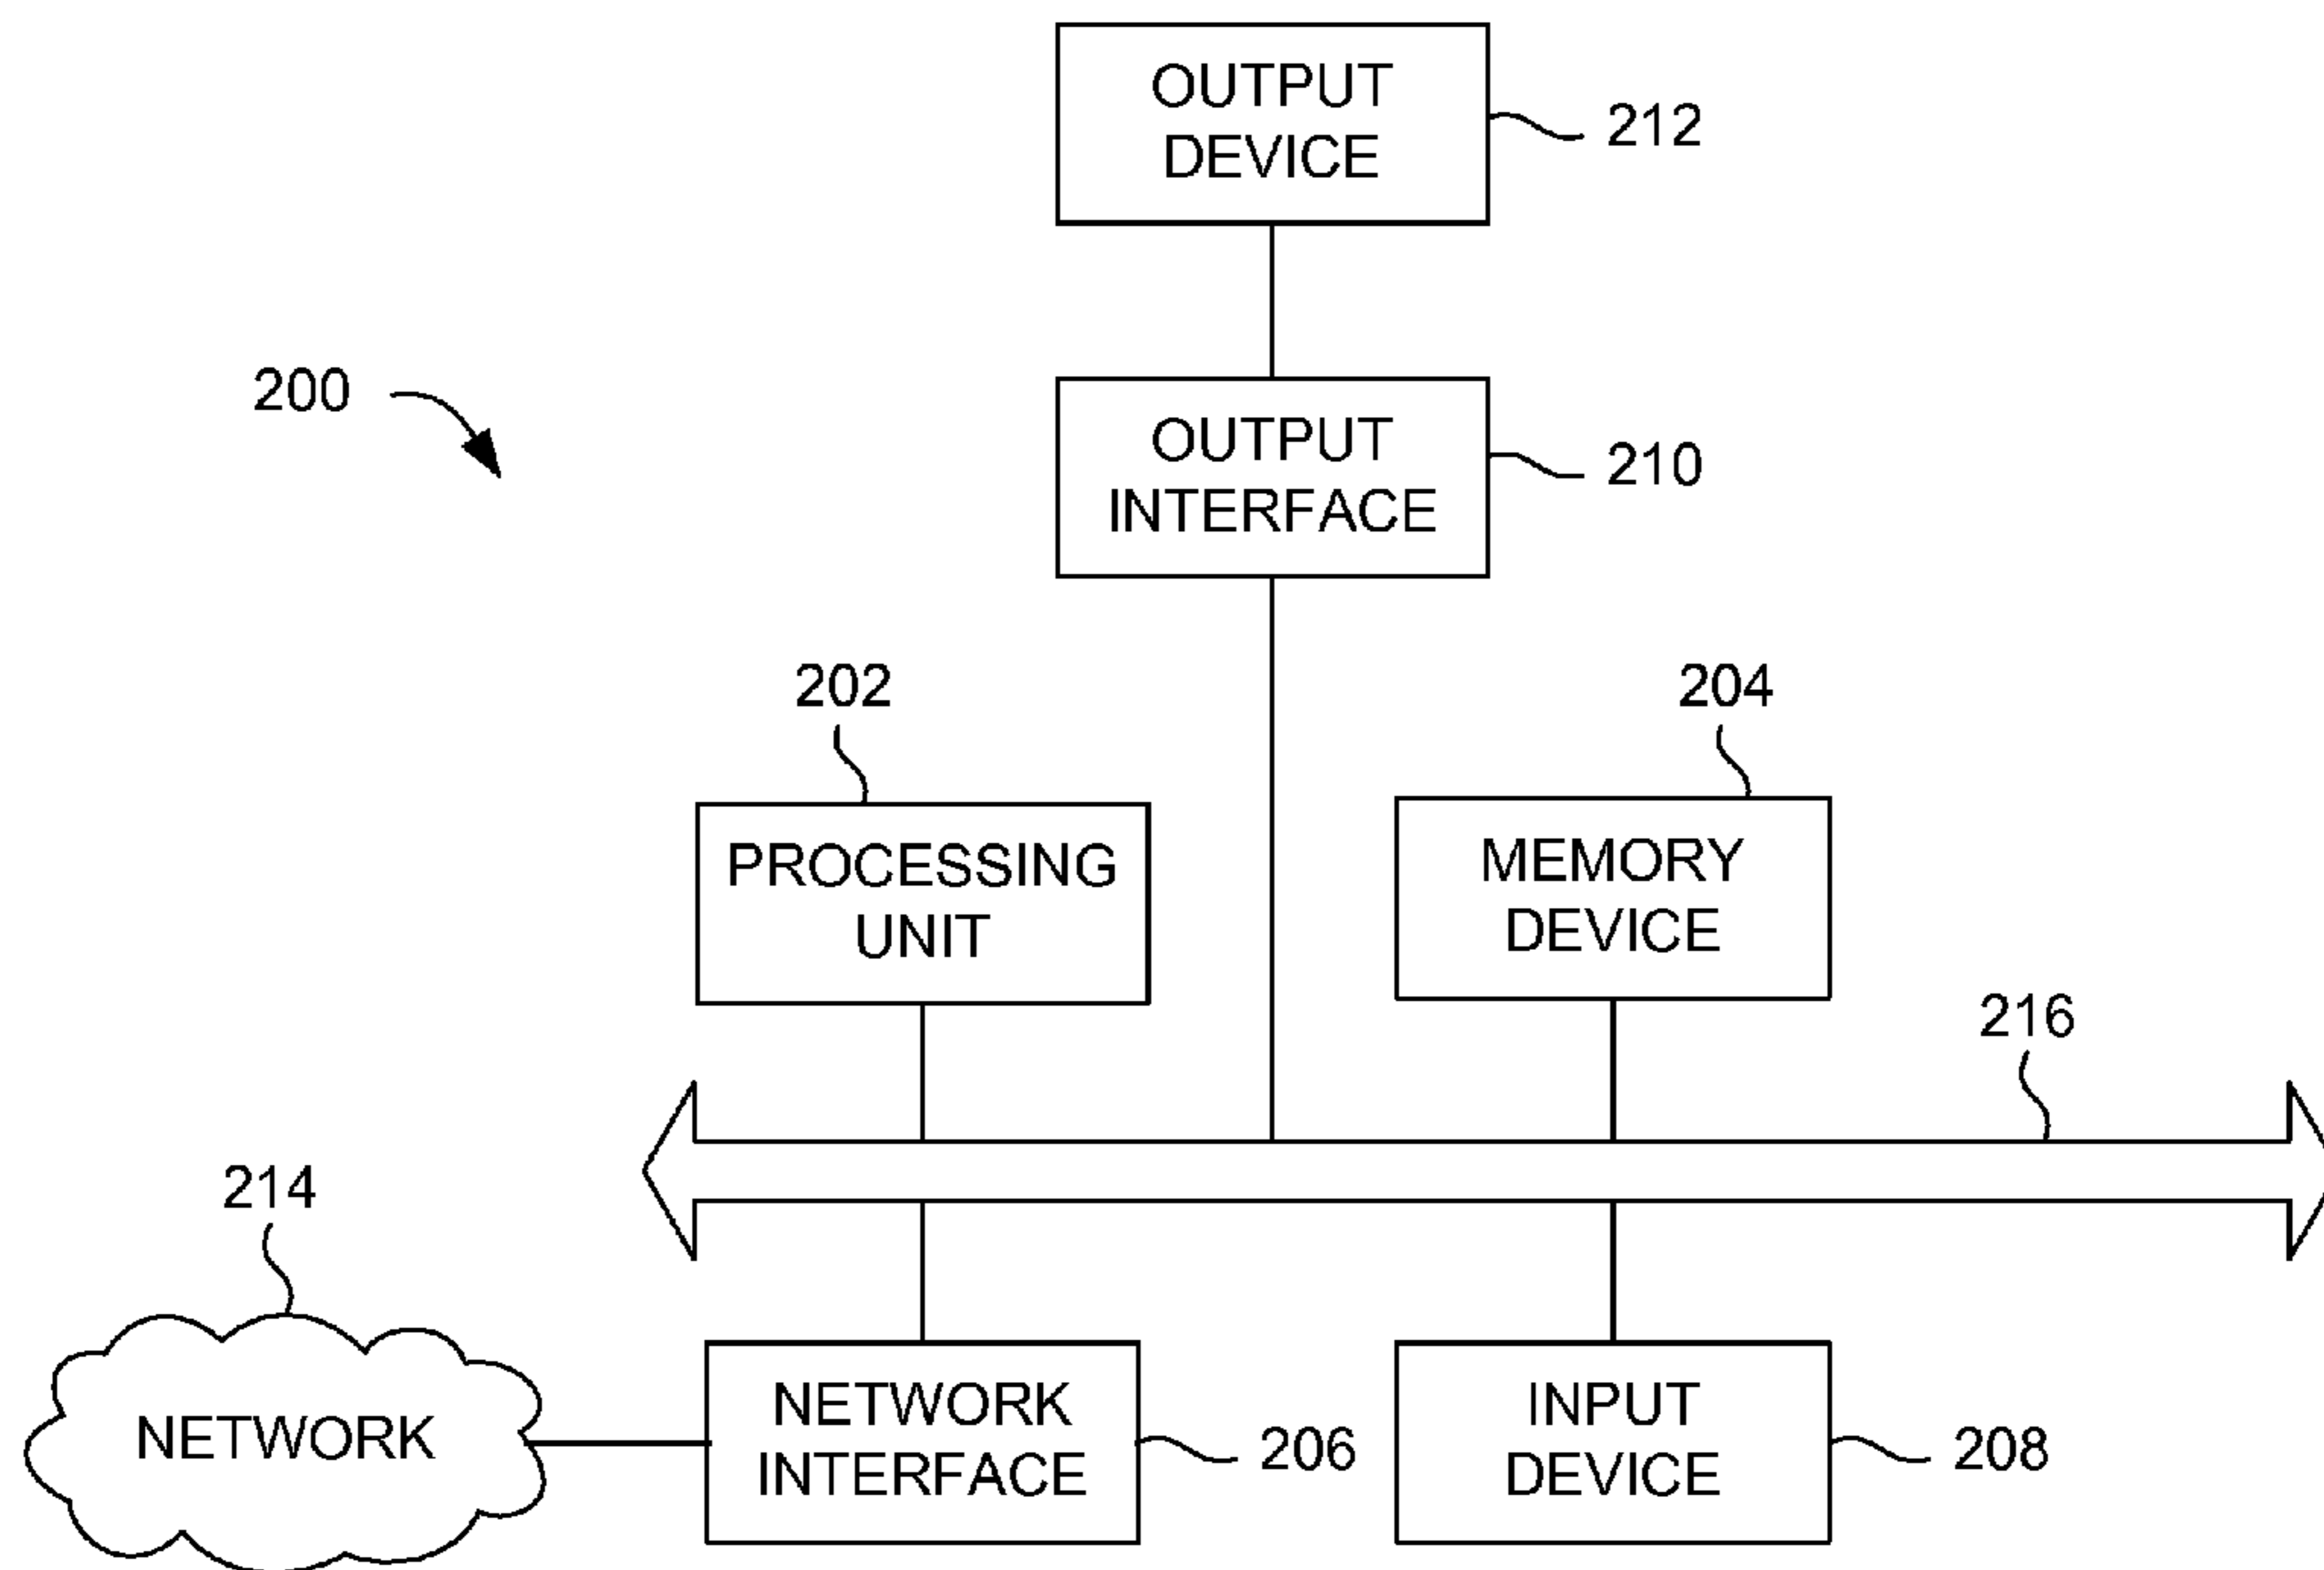 OUTPUT
DEVICE
212
200
OUTPUT
INTERFACE
210
202
204
PROCESSING
UNIT
MEMORY
DEVICE
216
214
NETWORK
NETWORK
INTERFACE
206
INPUT
DEVICE
208